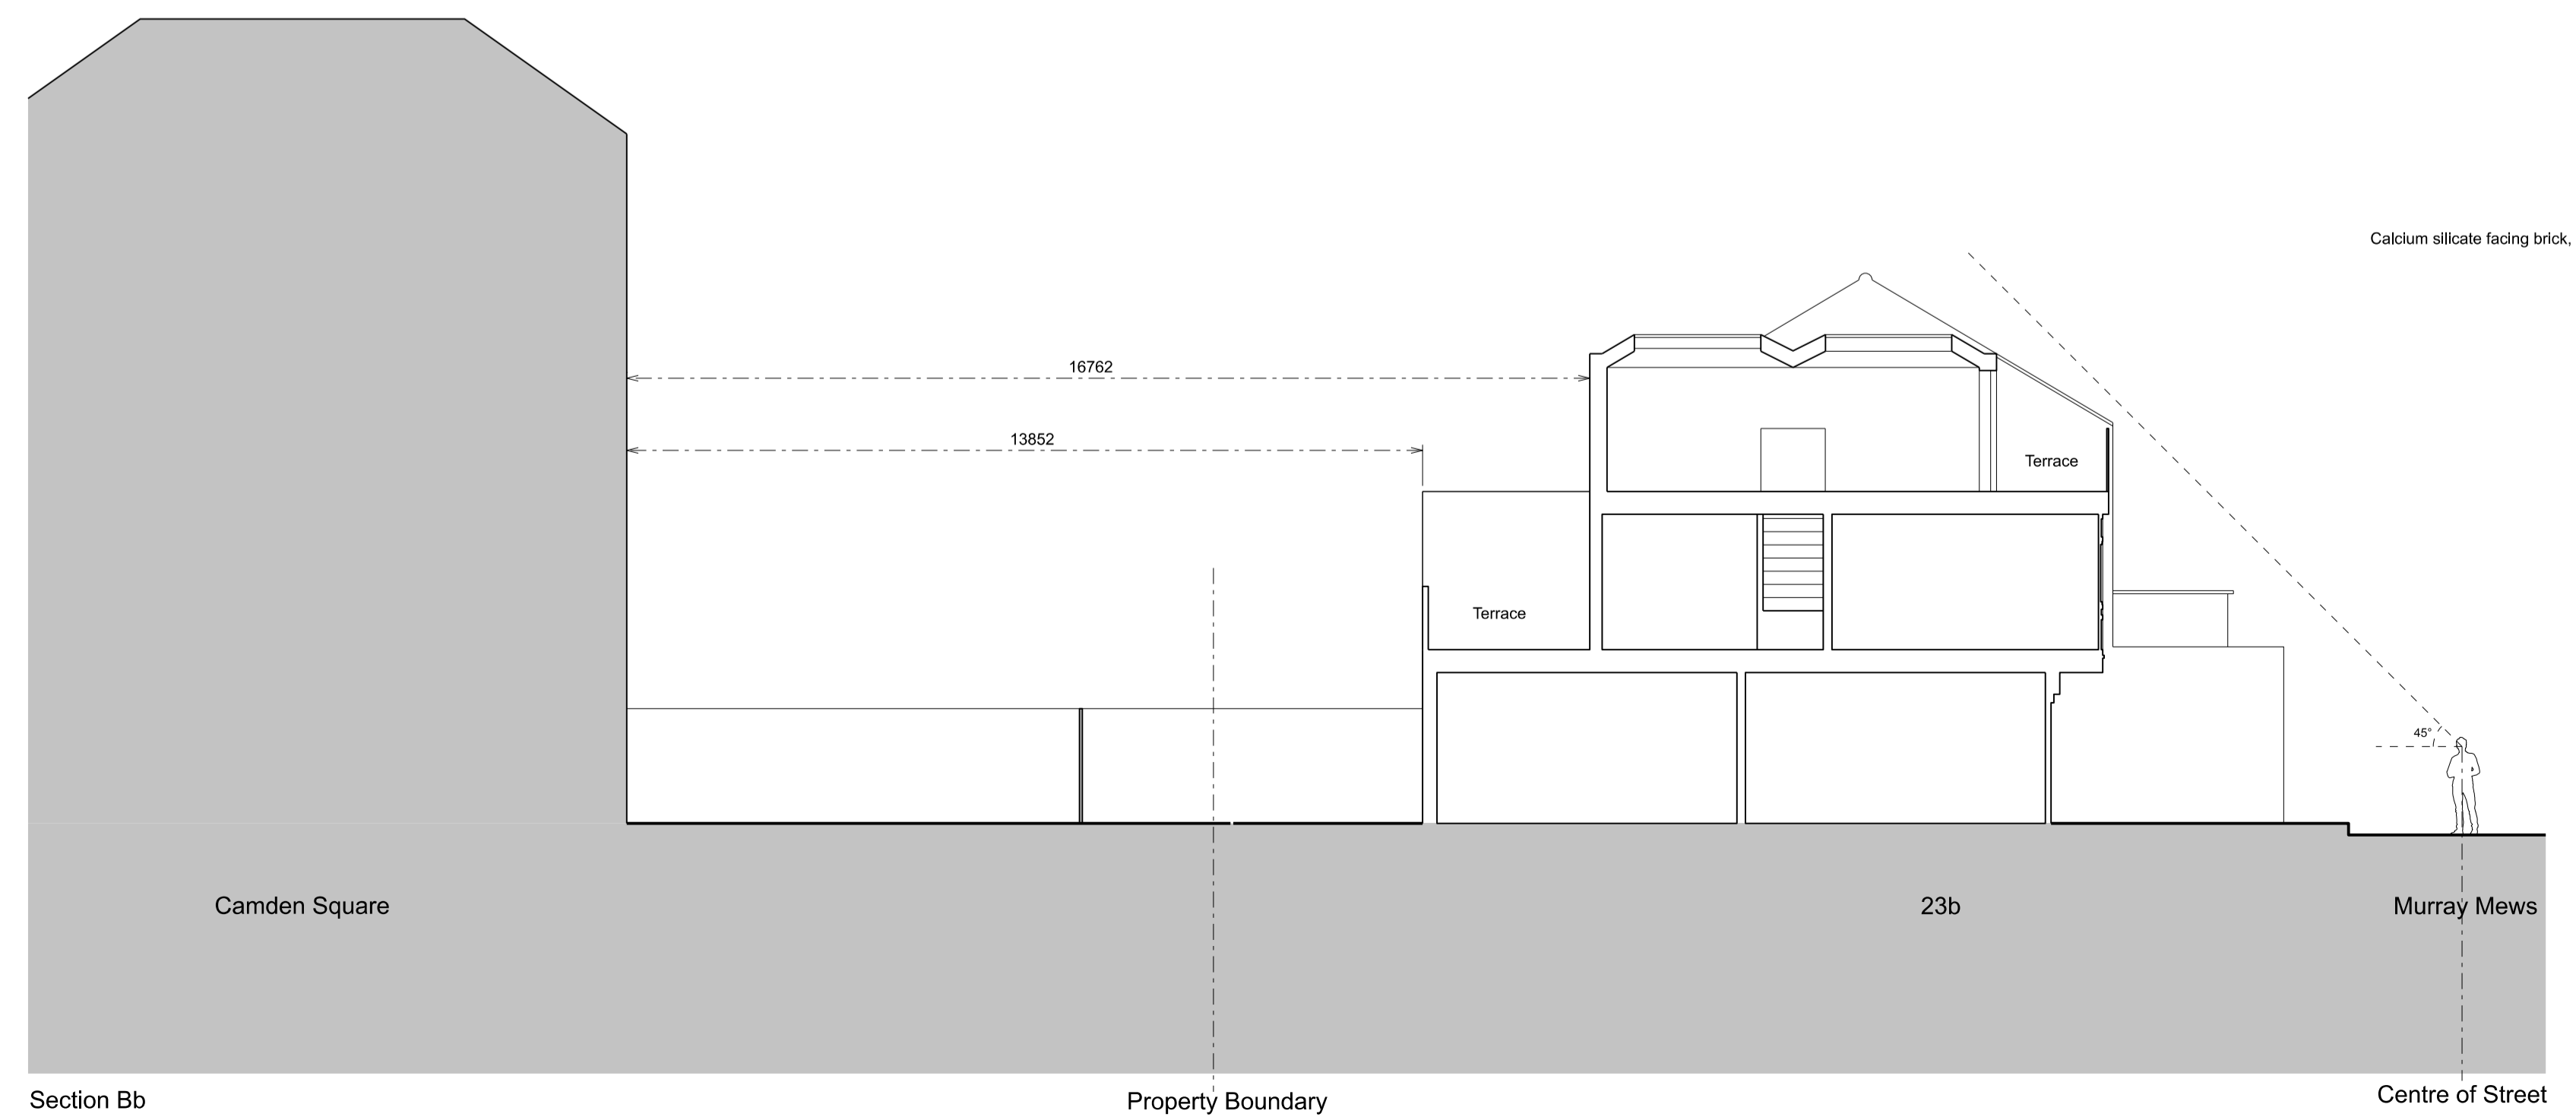 Calcium silicate facing brick,
16762
13852
Terrace
Terrace
45°
Camden Square
23b
Murray Mews
Section Bb
Property Boundary
Centre of Street